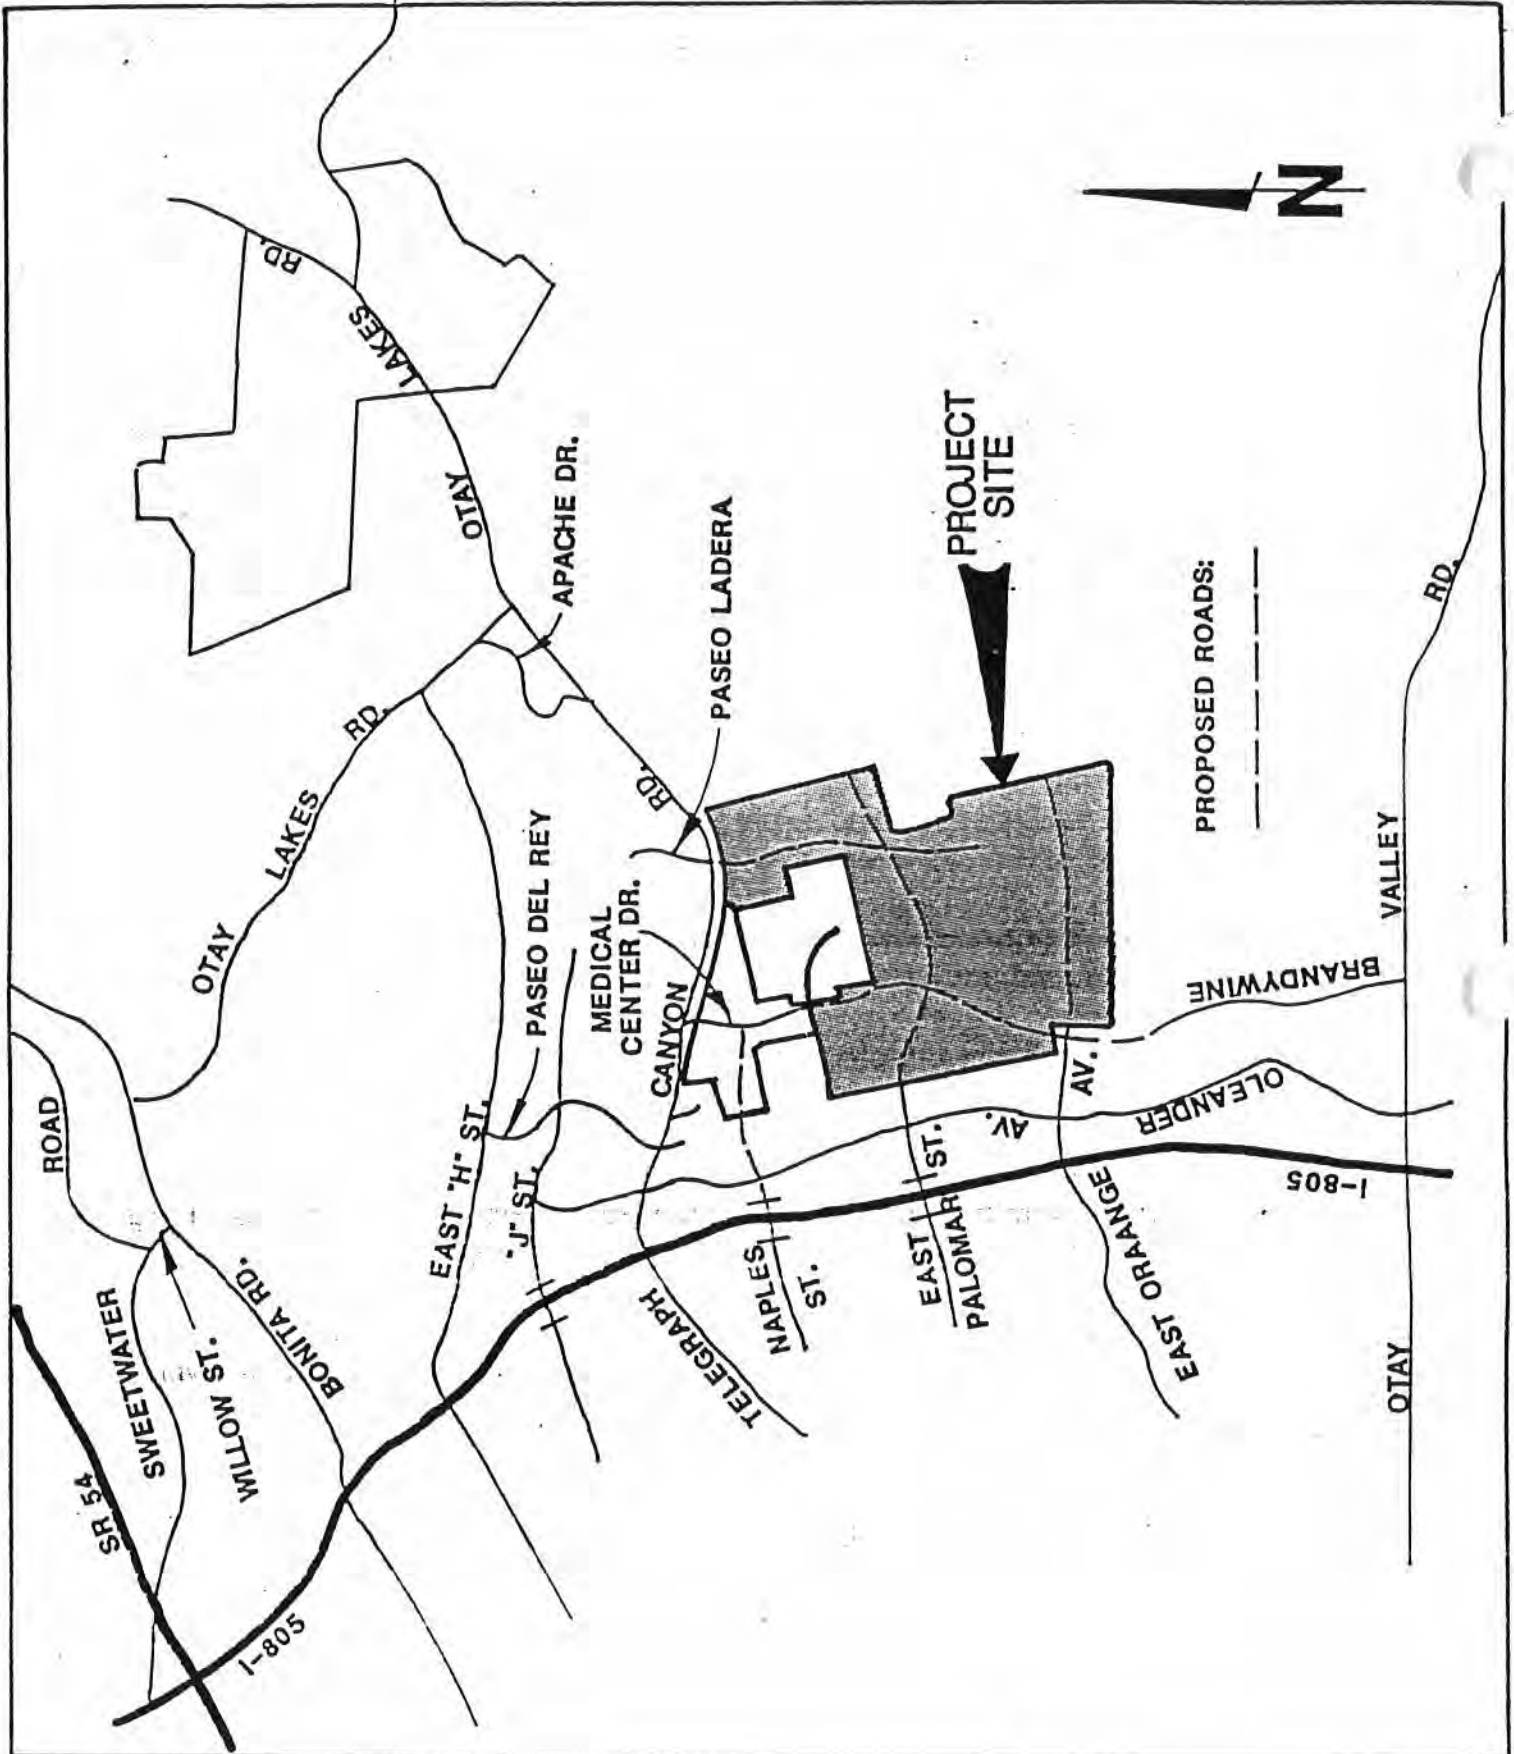 SR 54
SWEETWATER
ROAD
WILLOW ST.
BONITA RD.
I-805
OTAY
LAKES
RD.
EAST "H" ST.
"J" ST.
PASEO DEL REY
MEDICAL
CENTER DR.
TELEGRAPH
CANYON
RD.
OTAY
LAKES
RD.
APACHE DR.
PASEO LADERA
NAPLES
ST.
EAST
PALOMAR
ST.
EAST ORAANGE
AV.
AV.
OLEANDER
BRANDYWINE
I-805
PROJECT
SITE
PROPOSED ROADS:
OTAY
VALLEY
RD.
N